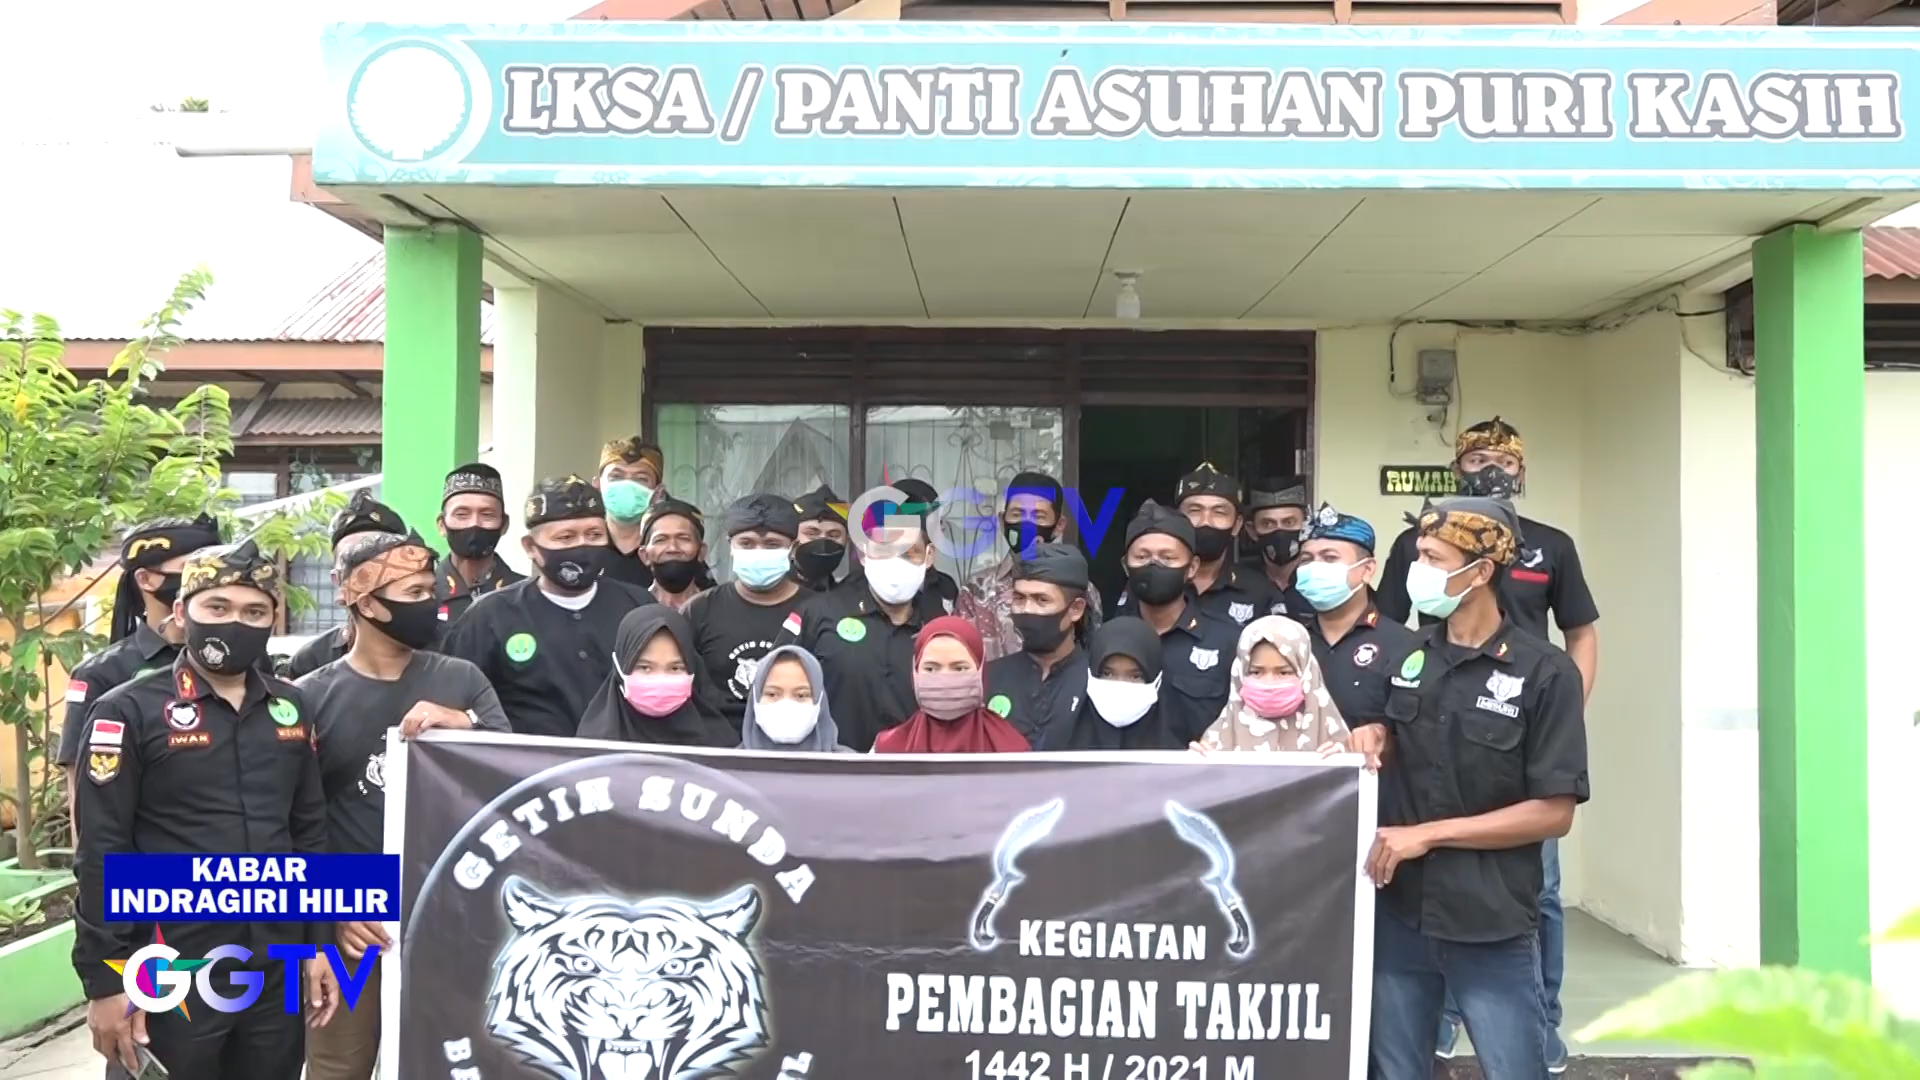 LKSA / PANTI ASUHAN PURI KASIH
RUMAH
GGTV
IWAN
GETIH SUNDA
KEGIATAN
PEMBAGIAN TAKJIL
1442 H / 2021 M
KABAR
INDRAGIRI HILIR
GGTV